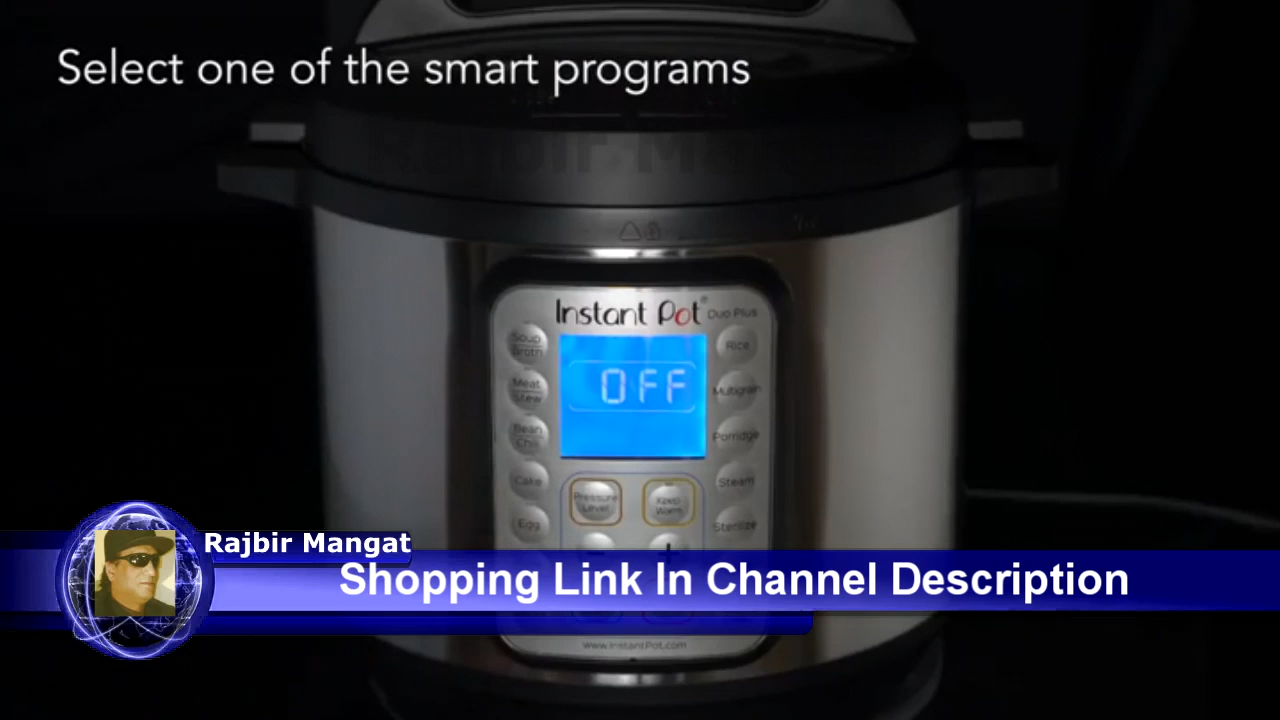 Select one of the smart programs
Rajbir Mangat
Instant Pot® Duo Plus
Soup
Broth
Rice
OFF
Meat
Stew
Multigrain
Bean
Chili
Porridge
Cake
Steam
Pressure
Level
Keep
Warm
Egg
Sterilize
- +
Rajbir Mangat
Shopping Link In Channel Description
www.InstantPot.com